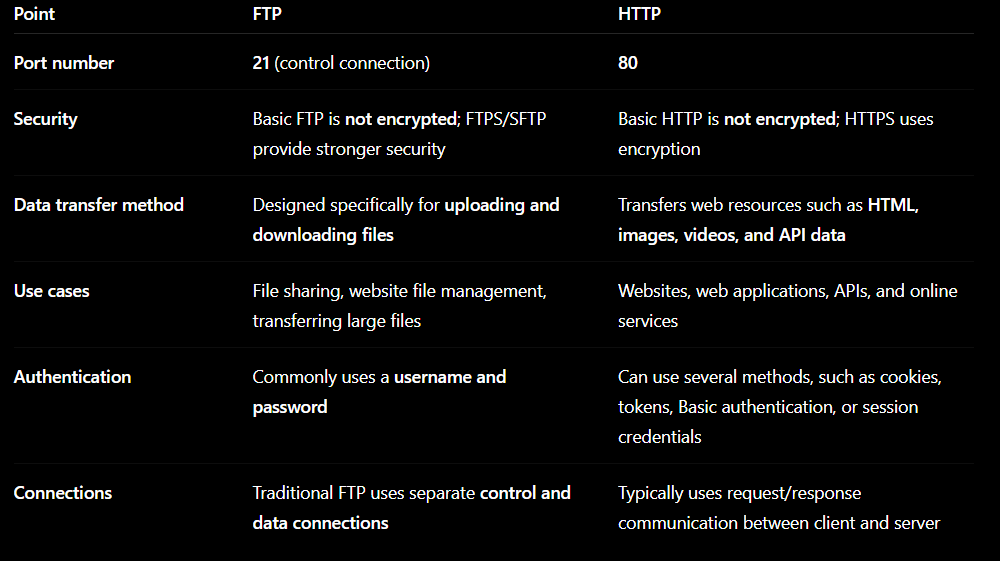 Point FTP HTTP
Port number 21 (control connection) 80
Security Basic FTP is not encrypted; FTPS/SFTP Basic HTTP is not encrypted; HTTPS uses
provide stronger security encryption
Data transfer method Designed specifically for uploading and Transfers web resources such as HTML,
downloading files images, videos, and API data
Use cases File sharing, website file management, Websites, web applications, APIs, and online
transferring large files services
Authentication Commonly uses a username and Can use several methods, such as cookies,
password tokens, Basic authentication, or session
credentials
Connections Traditional FTP uses separate control and Typically uses request/response
data connections communication between client and server